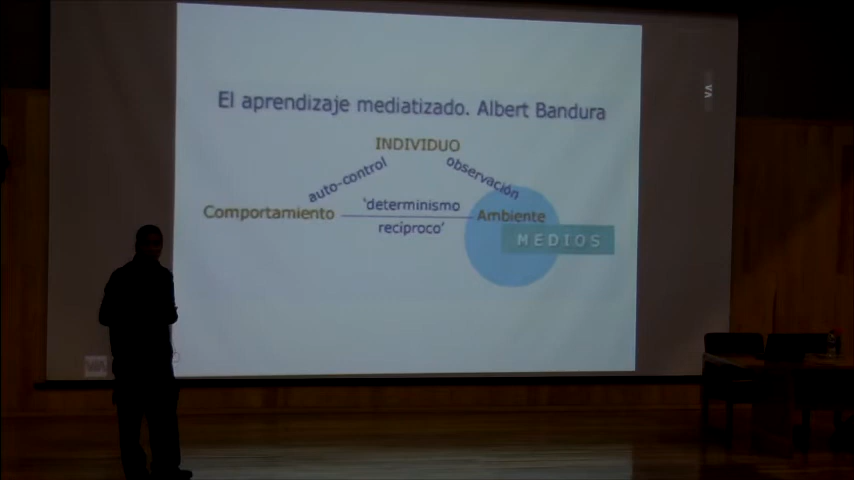 El aprendizaje mediatizado. Albert Bandura
INDIVIDUO
auto-control
observación
'determinismo
Comportamiento
Ambiente
recíproco'
MEDIOS